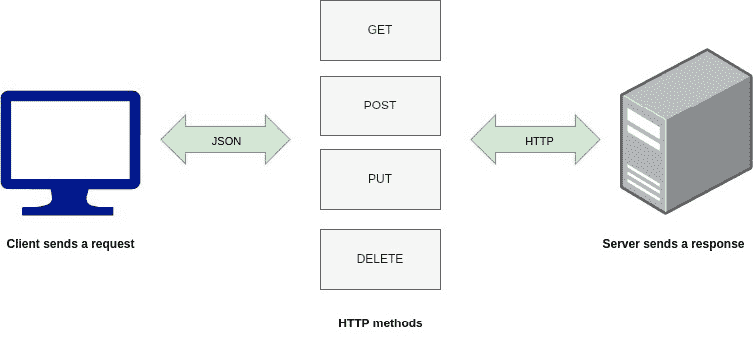 GET
POST
JSON
HTTP
PUT
Client sends a request
Server sends a response
DELETE
HTTP methods